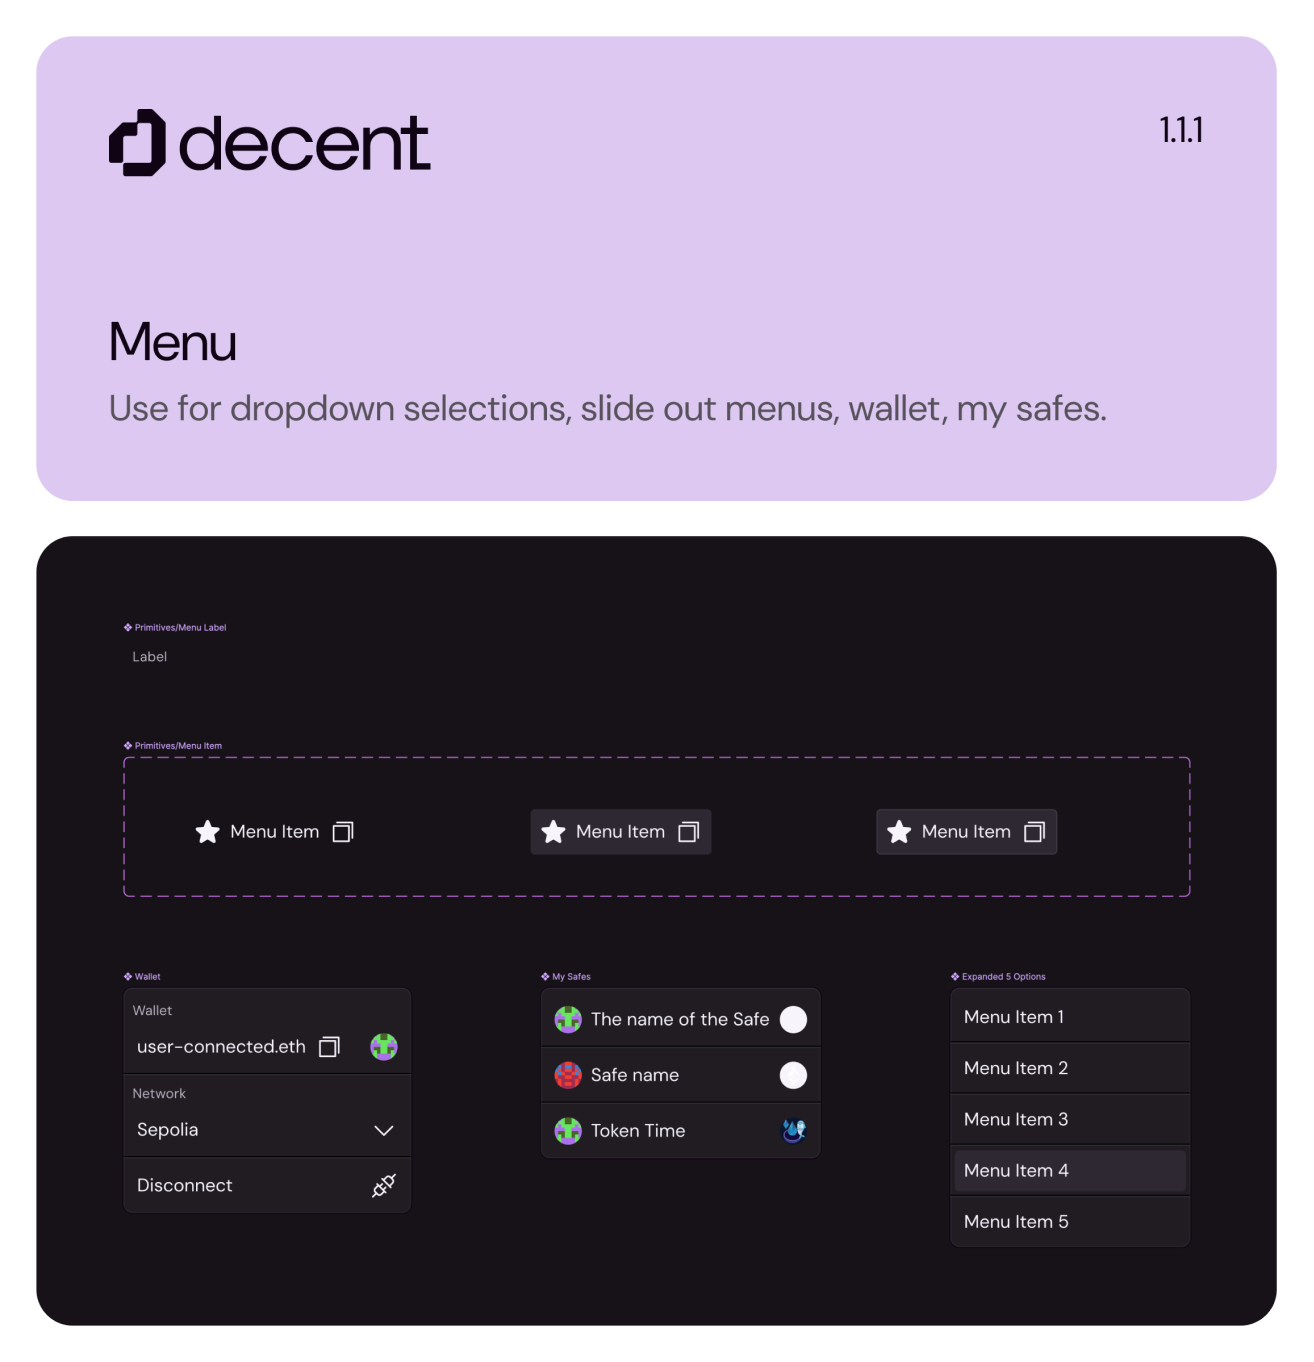 decent
1.1.1
Menu
Use for dropdown selections, slide out menus, wallet, my safes.
Primitives/Menu Label
Label
Primitives/Menu Item
Menu Item
Menu Item
Menu Item
Wallet
Wallet
user-connected.eth
Network
Sepolia
Disconnect
My Safes
The name of the Safe
Safe name
Token Time
Expanded 5 Options
Menu Item 1
Menu Item 2
Menu Item 3
Menu Item 4
Menu Item 5